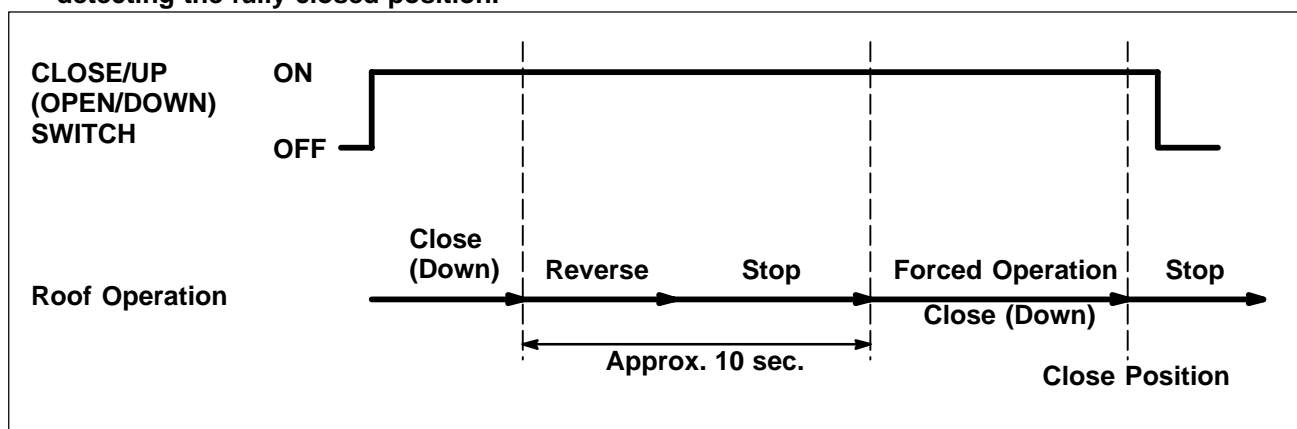 detecting the fully closed position.
CLOSE/UP ON
(OPEN/DOWN)
SWITCH
OFF
Close
(Down) Reverse Stop Forced Operation Stop
Roof Operation
Close (Down)
Approx. 10 sec.
Close Position